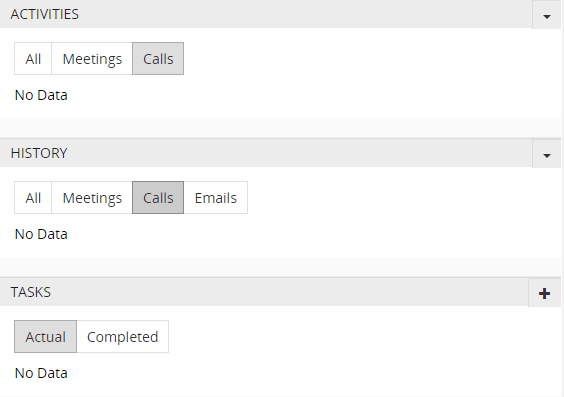 ACTIVITIES
All Meetings Calls
No Data
HISTORY
All Meetings Calls Emails
No Data
TASKS
Actual Completed
No Data